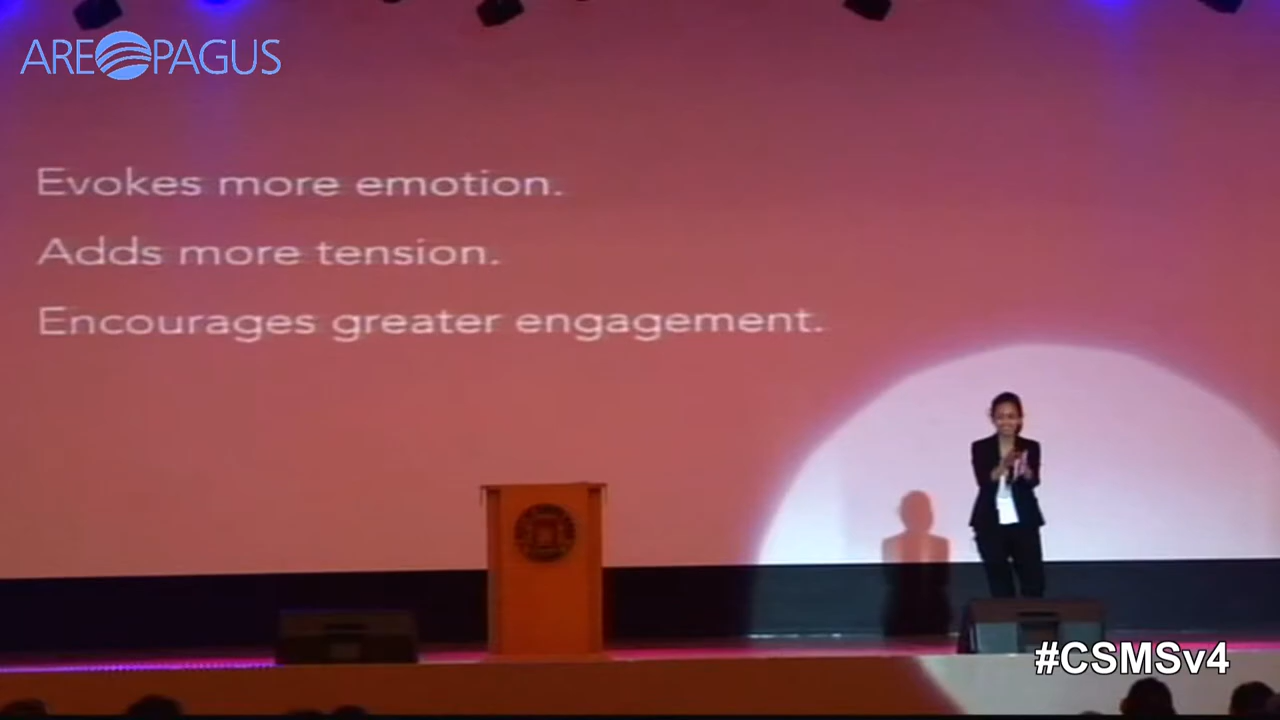 AREOPAGUS
Evokes more emotion.
Adds more tension.
Encourages greater engagement.
#CSMSv4